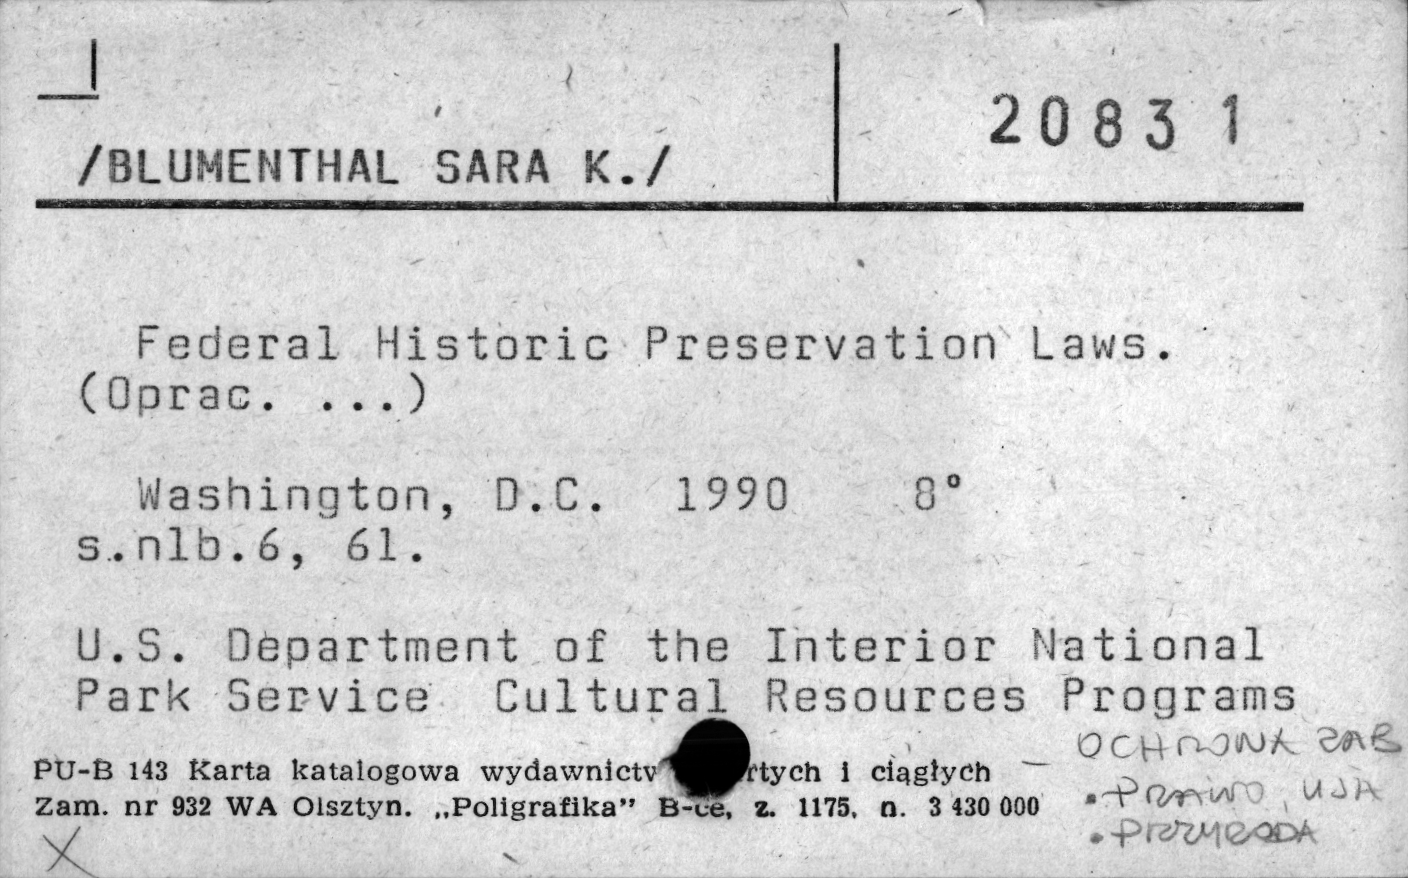 20831
/BLUMENTHAL SARA K./
Federal Historic Preservation Laws.
(Oprac. ...)
Washington, D.C. 1990 8°
s.nlb.6, 61.
U.S. Department of the Interior National
Park Service Cultural Resources Programs
OCHRONA ZAB
PU-B 143 Karta katalogowa wydawnictw rtych i ciągłych
• PRAWO, USA
Zam. nr 932 WA Olsztyn. „Poligrafika” B-ce, z. 1175, n. 3 430 000
• PRZYRODA
X